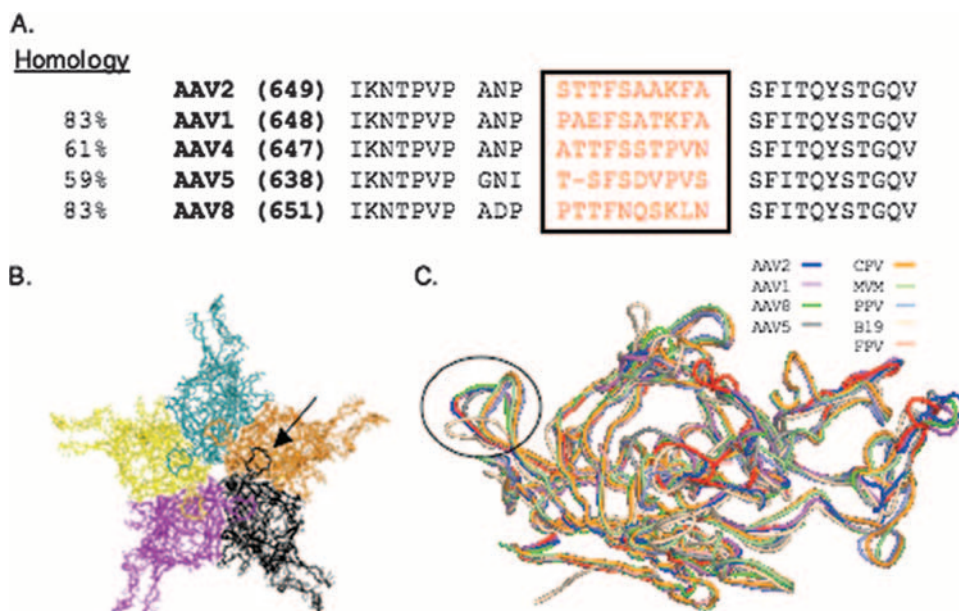 A.
Homology
AAV2 (649) IKNTPVP ANP STTFSAAKFA SFITQYSTGQV
83% AAV1 (648) IKNTPVP ANP PAEFSATKFA SFITQYSTGQV
61% AAV4 (647) IKNTPVP ANP ATTFSSTPVN SFITQYSTGQV
59% AAV5 (638) IKNTPVP GNI T-SFSDVPVS SFITQYSTGQV
83% AAV8 (651) IKNTPVP ADP PTTFNQSKLN SFITQYSTGQV
B.
C.
AAV2 CPV
AAV1 MVM
AAV8 PPV
AAV5 B19
FPV